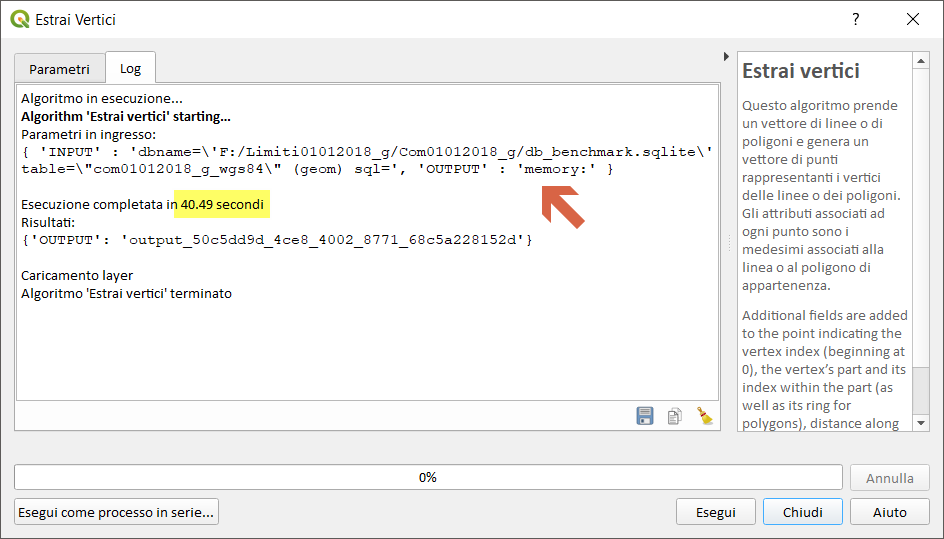 Estrai Vertici
Parametri
Log
Algoritmo in esecuzione...
Algorithm 'Estrai vertici' starting...
Parametri in ingresso:
{ 'INPUT' : 'dbname=\'F:/Limiti01012018_g/Com01012018_g/db_benchmark.sqlite\'
table=\"com01012018_g_wgs84\" (geom) sql=', 'OUTPUT' : 'memory:' }
Esecuzione completata in 40.49 secondi
Risultati:
{'OUTPUT': 'output_50c5dd9d_4ce8_4002_8771_68c5a228152d'}
Caricamento layer
Algoritmo 'Estrai vertici' terminato
Estrai vertici
Questo algoritmo prende
un vettore di linee o di
poligoni e genera un
vettore di punti
rappresentanti i vertici
delle linee o dei poligoni.
Gli attributi associati ad
ogni punto sono i
medesimi associati alla
linea o al poligono di
appartenenza.
Additional fields are added
to the point indicating the
vertex index (beginning at
0), the vertex's part and its
index within the part (as
well as its ring for
polygons), distance along
0%
Annulla
Esegui come processo in serie...
Esegui
Chiudi
Aiuto